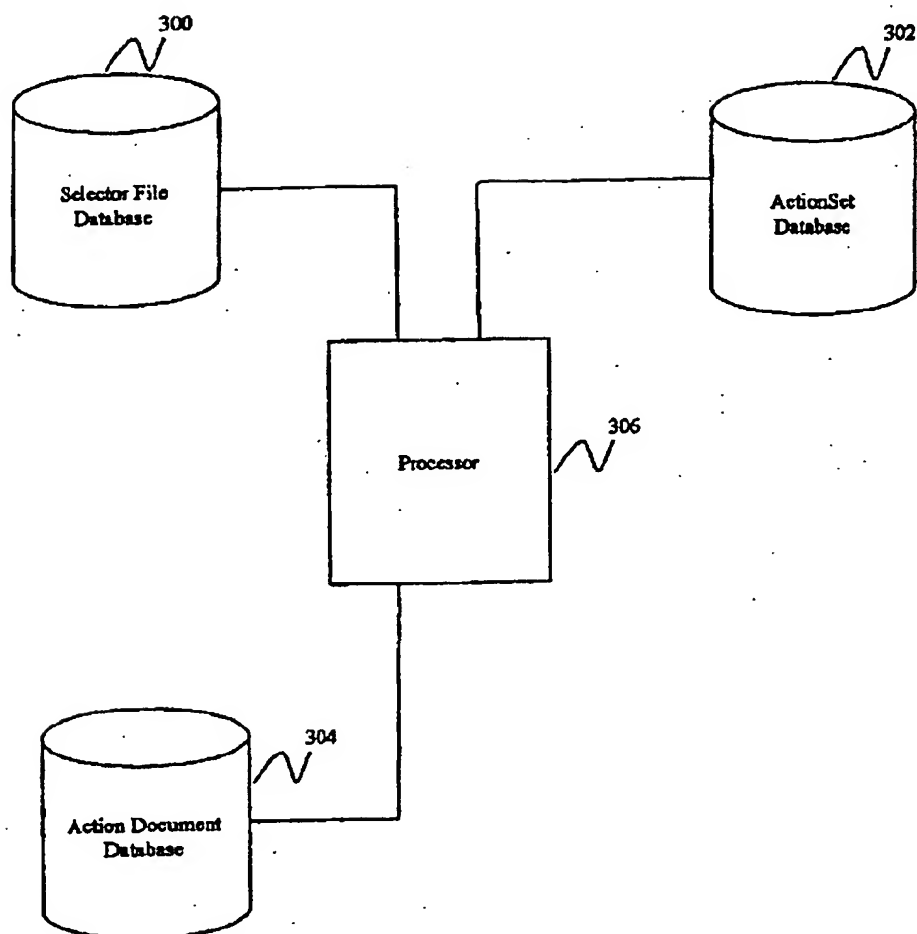 300
302
Selector File
Database
ActionSet
Database
306
Processor
304
Action Document
Database